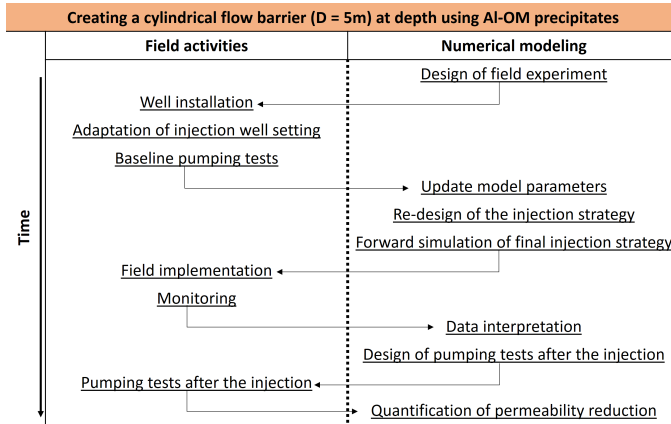 Creating a cylindrical flow barrier (D = 5m) at depth using Al-OM precipitates
Field activities
Numerical modeling
Design of field experiment
Well installation
Adaptation of injection well setting
Baseline pumping tests
Update model parameters
Re-design of the injection strategy
Forward simulation of final injection strategy
Field implementation
Monitoring
Data interpretation
Design of pumping tests after the injection
Pumping tests after the injection
Quantification of permeability reduction
Time